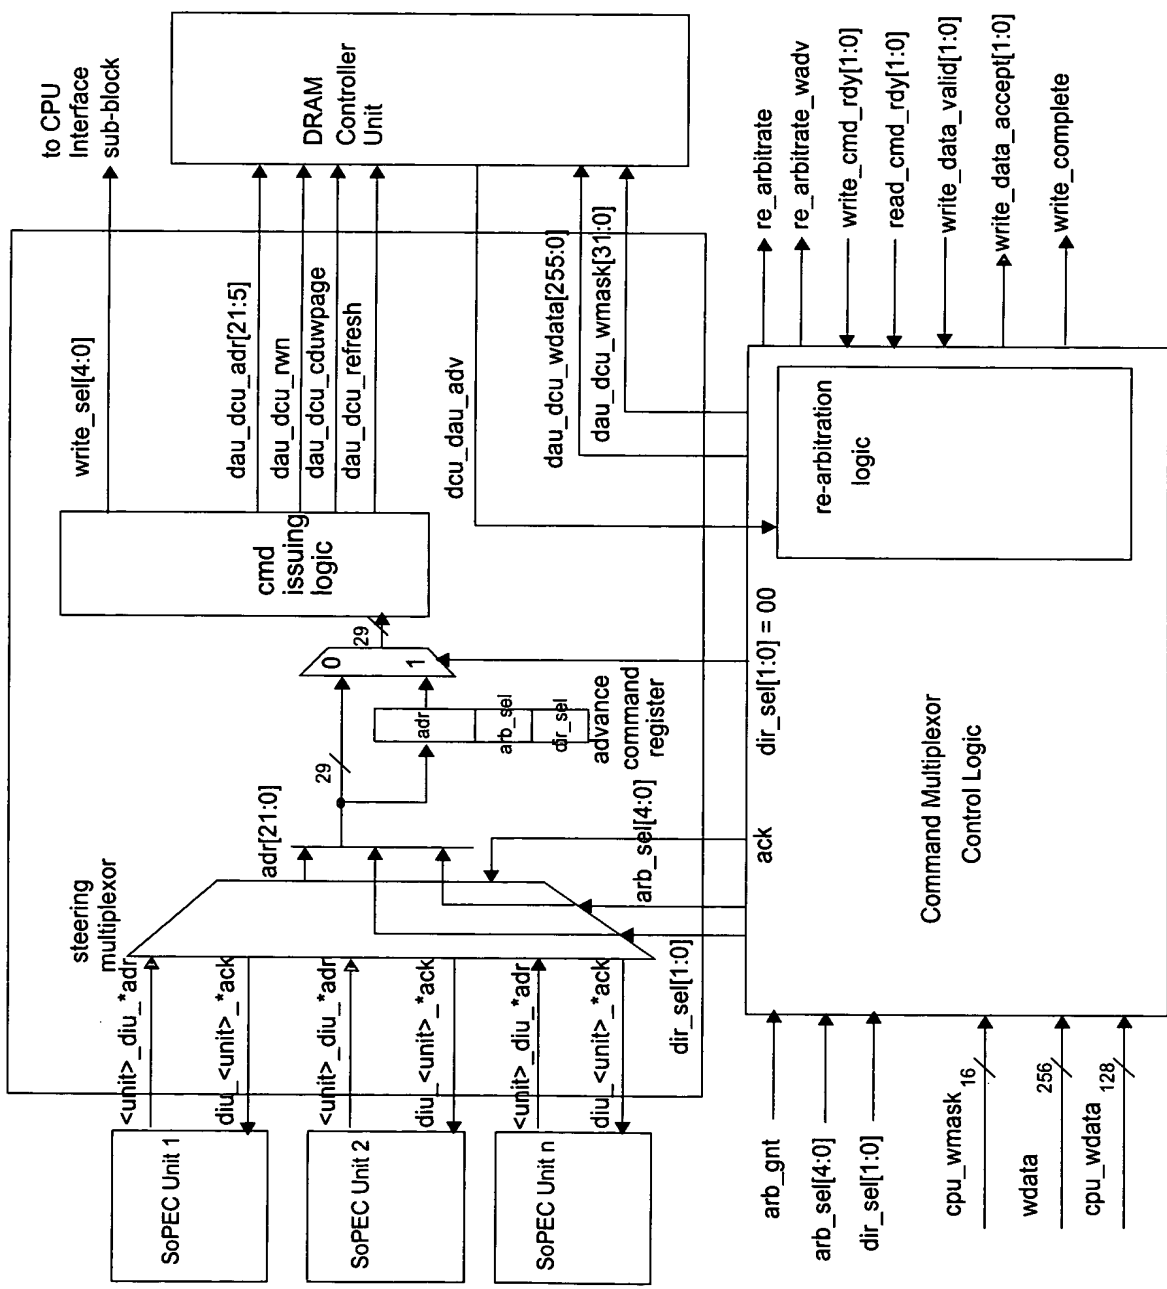 to CPU
Interface
sub-block
write_sel[4:0]
DRAM
Controller
Unit
dau_dcu_adr[21:5]
dau_dcu_rwn
dau_dcu_cduwpage
dau_dcu_refresh
dcu_dau_adv
dau_dcu_wdata[255:0]
dau_dcu_wmask[31:0]
cmd
issuing
logic
29
0
1
adr
arb_sel
dir_sel
advance
command
register
29
adr[21:0]
steering
multiplexor
<unit>_diu_*adr
diu_<unit>_*ack
<unit>_diu_*adr
diu_<unit>_*ack
<unit>_diu_*adr
diu_<unit>_*ack
SoPEC Unit 1
SoPEC Unit 2
SoPEC Unit n
dir_sel[1:0]
arb_sel[4:0]
ack
dir_sel[1:0] = 00
re-arbitration
logic
Command Multiplexor
Control Logic
re_arbitrate
re_arbitrate_wadv
write_cmd_rdy[1:0]
read_cmd_rdy[1:0]
write_data_valid[1:0]
write_data_accept[1:0]
write_complete
arb_gnt
arb_sel[4:0]
dir_sel[1:0]
cpu_wmask
16
wdata
256
cpu_wdata
128